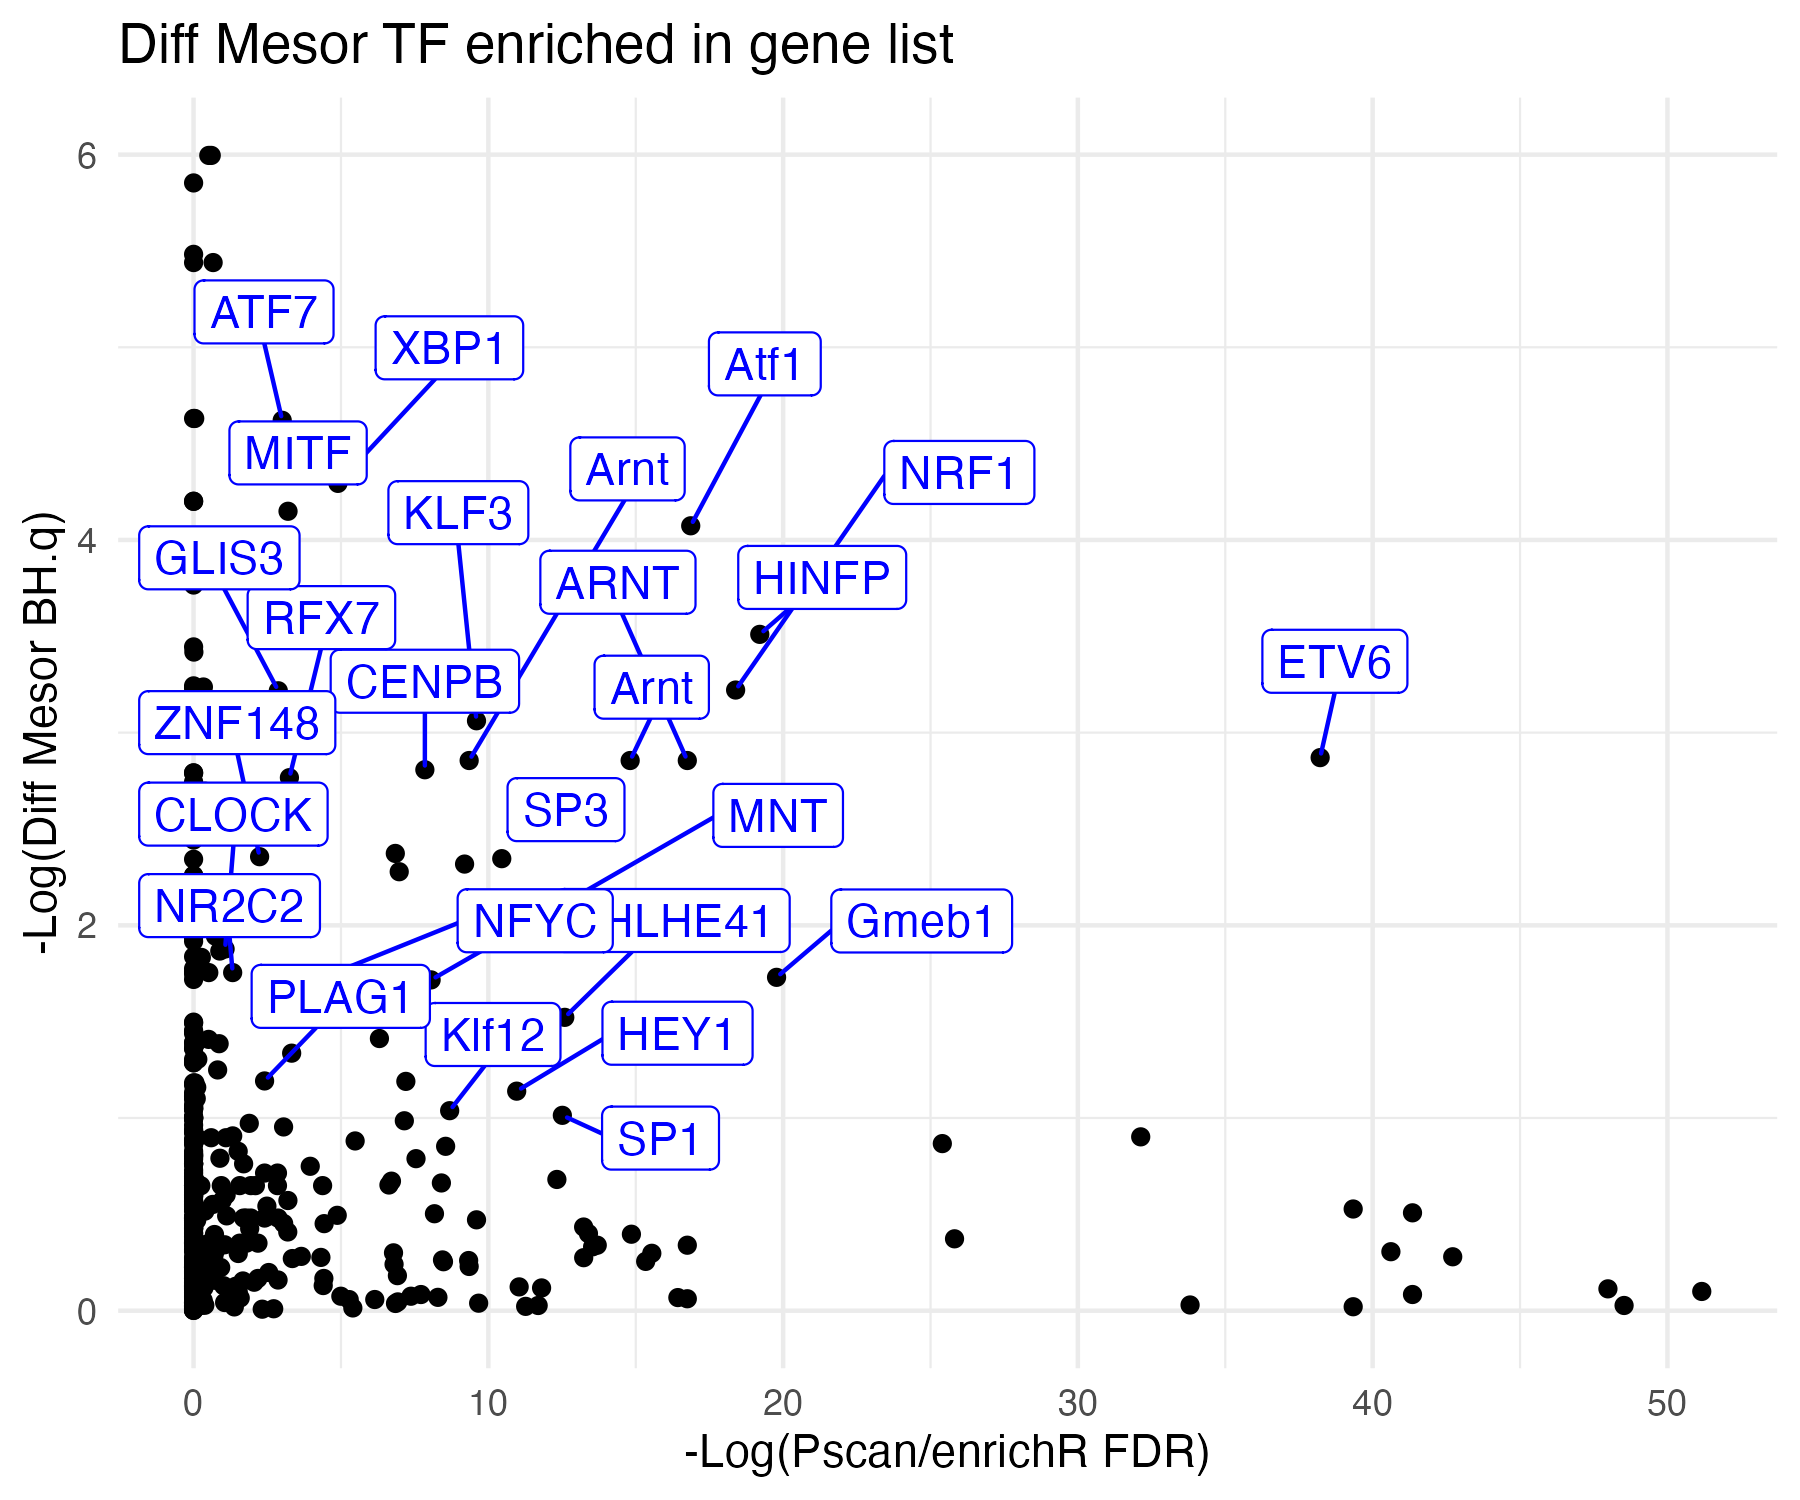 Diff Mesor TF enriched in gene list
6
ATF7
XBP1
Atf1
MITF
Arnt
NRF1
KLF3
4
GLIS3
ARNT
HINFP
RFX7
CENPB
Arnt
ETV6
ZNF148
CLOCK
SP3
MNT
NR2C2
2
NFYC
HLHE41
Gmeb1
PLAG1
Klf12
HEY1
SP1
0
0 10 20 30 40 50
-Log(Pscan/enrichR FDR)
-Log(Diff Mesor BH.q)